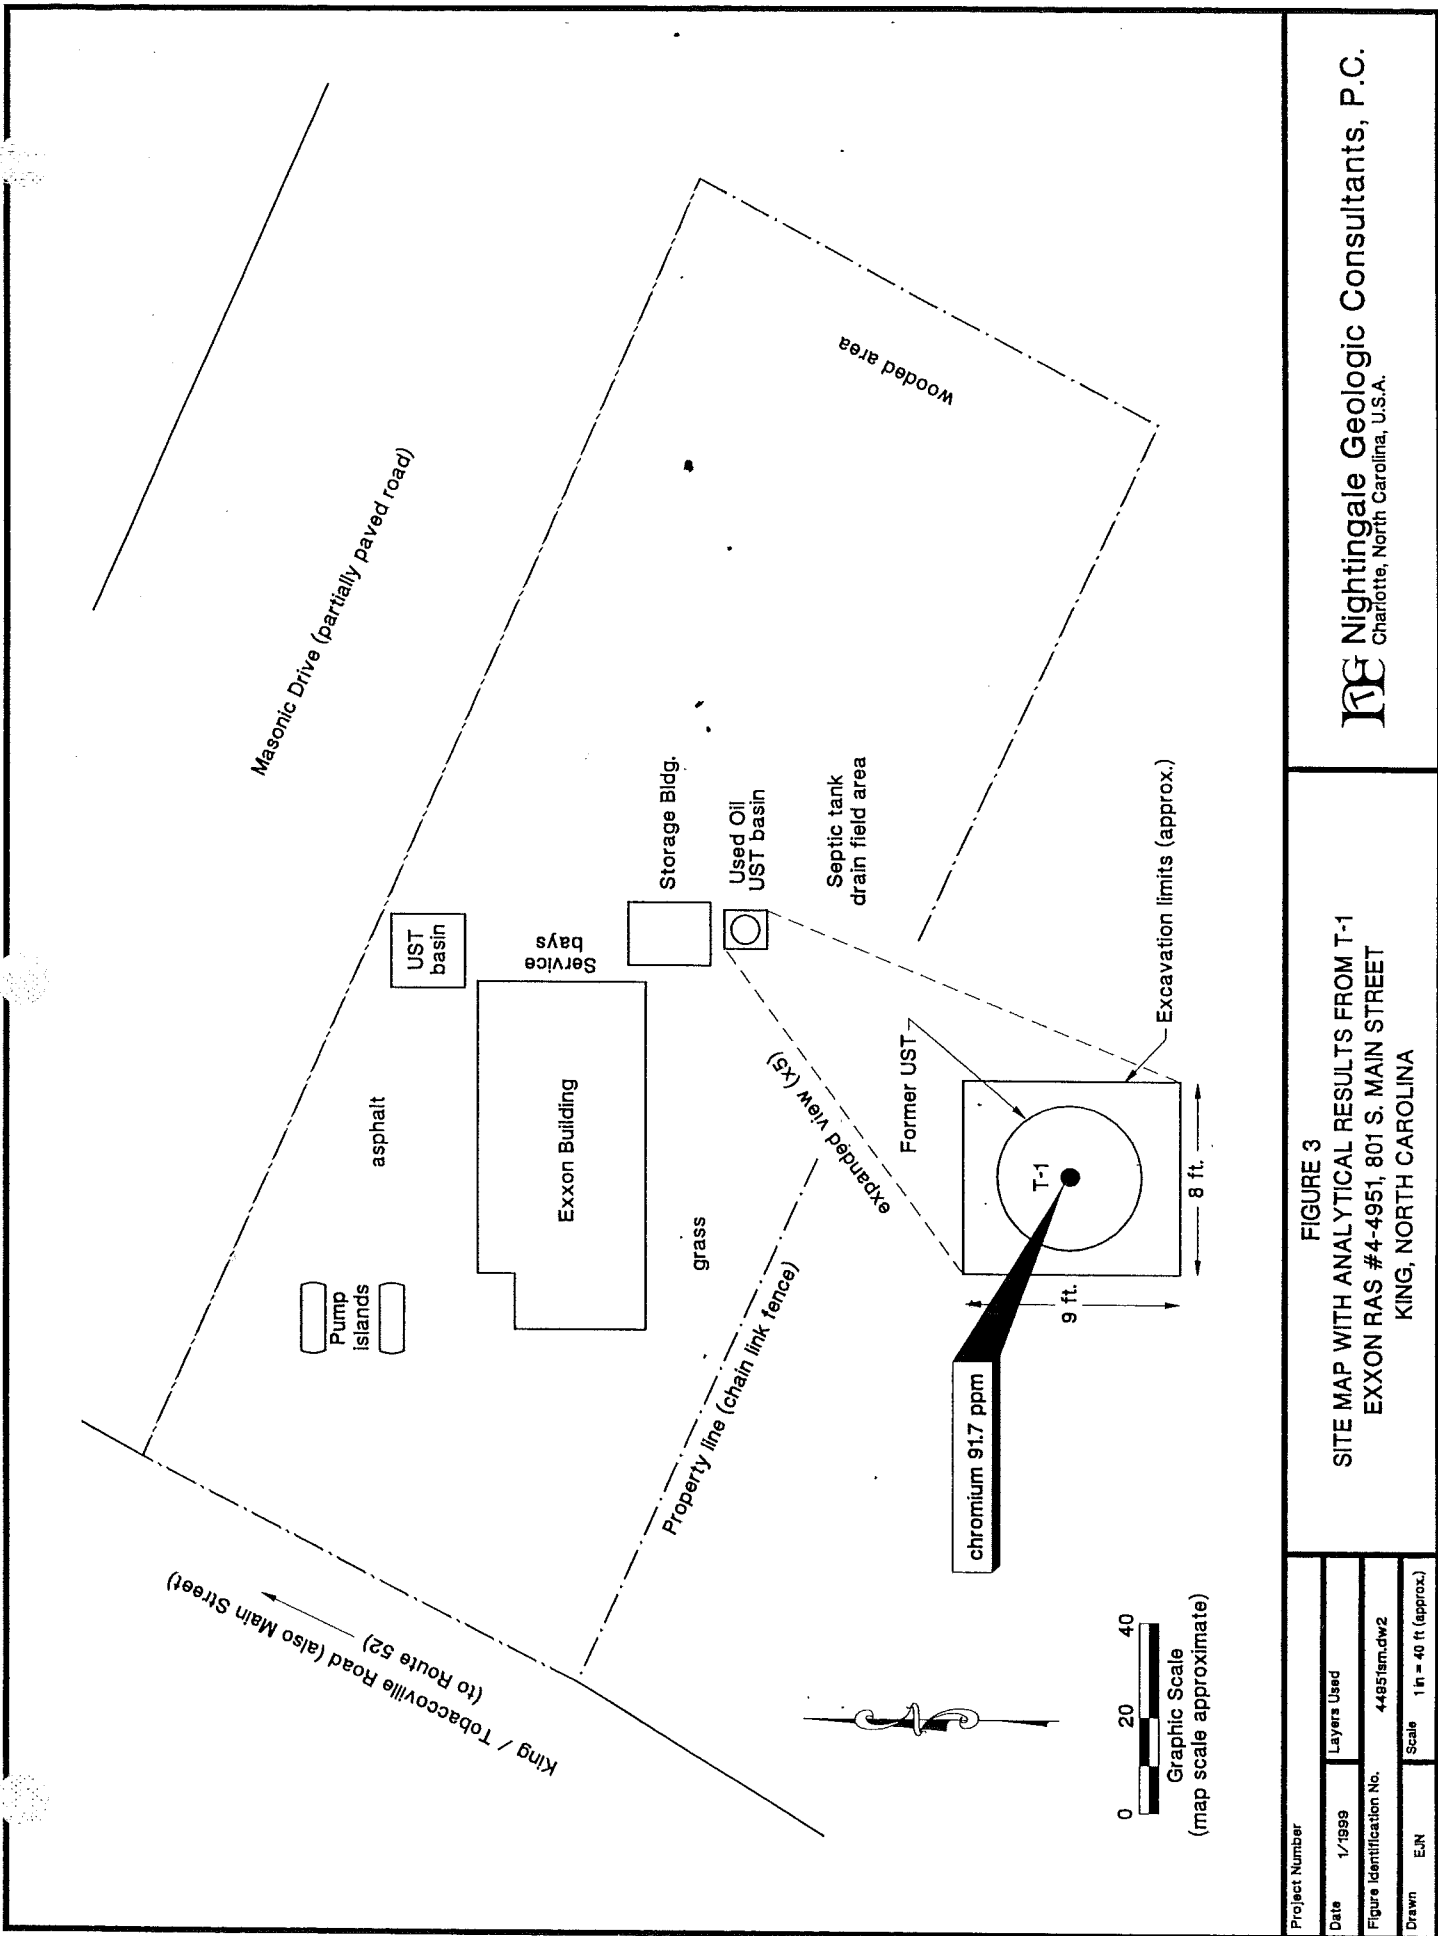 Masonic Drive (partially paved road)
King / Tobaccoville Road (also Main Street)
(to Route 52)
Pump
islands
asphalt
UST
basin
Service
bays
Exxon Building
Storage Bldg.
Used Oil
UST basin
wooded area
grass
Septic tank
drain field area
Property line (chain link fence)
expanded view (x5)
Former UST
Excavation limits (approx.)
T-1
chromium 91.7 ppm
9 ft.
8 ft.
N
0 20 40
Graphic Scale
(map scale approximate)
Project Number
Date 1/1999
Layers Used
Figure Identification No. 44951sm.dw2
Drawn EJN
Scale 1 in = 40 ft (approx.)
FIGURE 3
SITE MAP WITH ANALYTICAL RESULTS FROM T-1
EXXON RAS #4-4951, 801 S. MAIN STREET
KING, NORTH CAROLINA
Nightingale Geologic Consultants, P.C.
Charlotte, North Carolina, U.S.A.